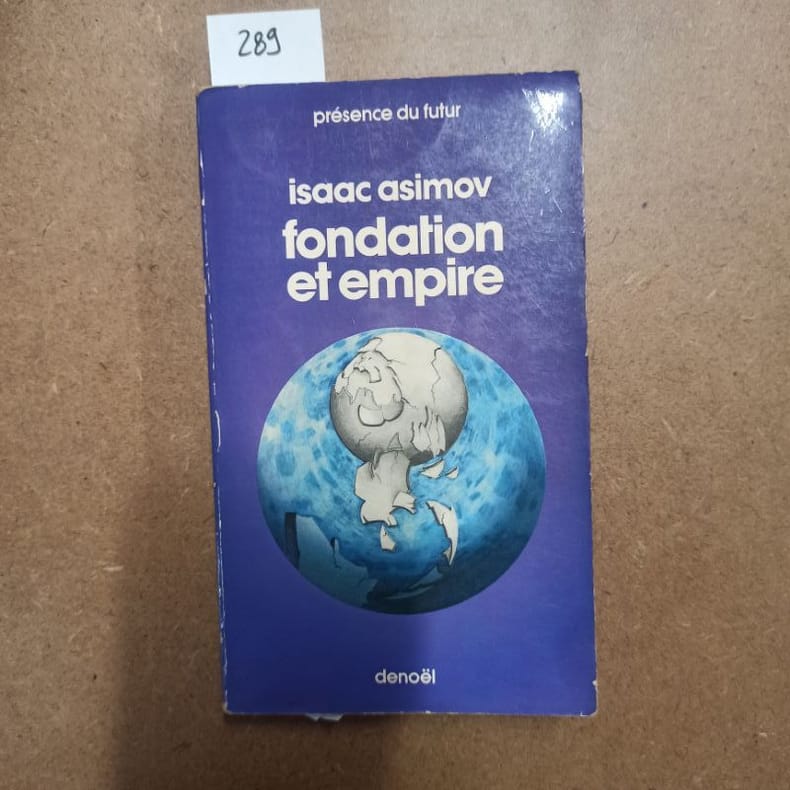 289
présence du futur
isaac asimov
fondation
et empire
denoël